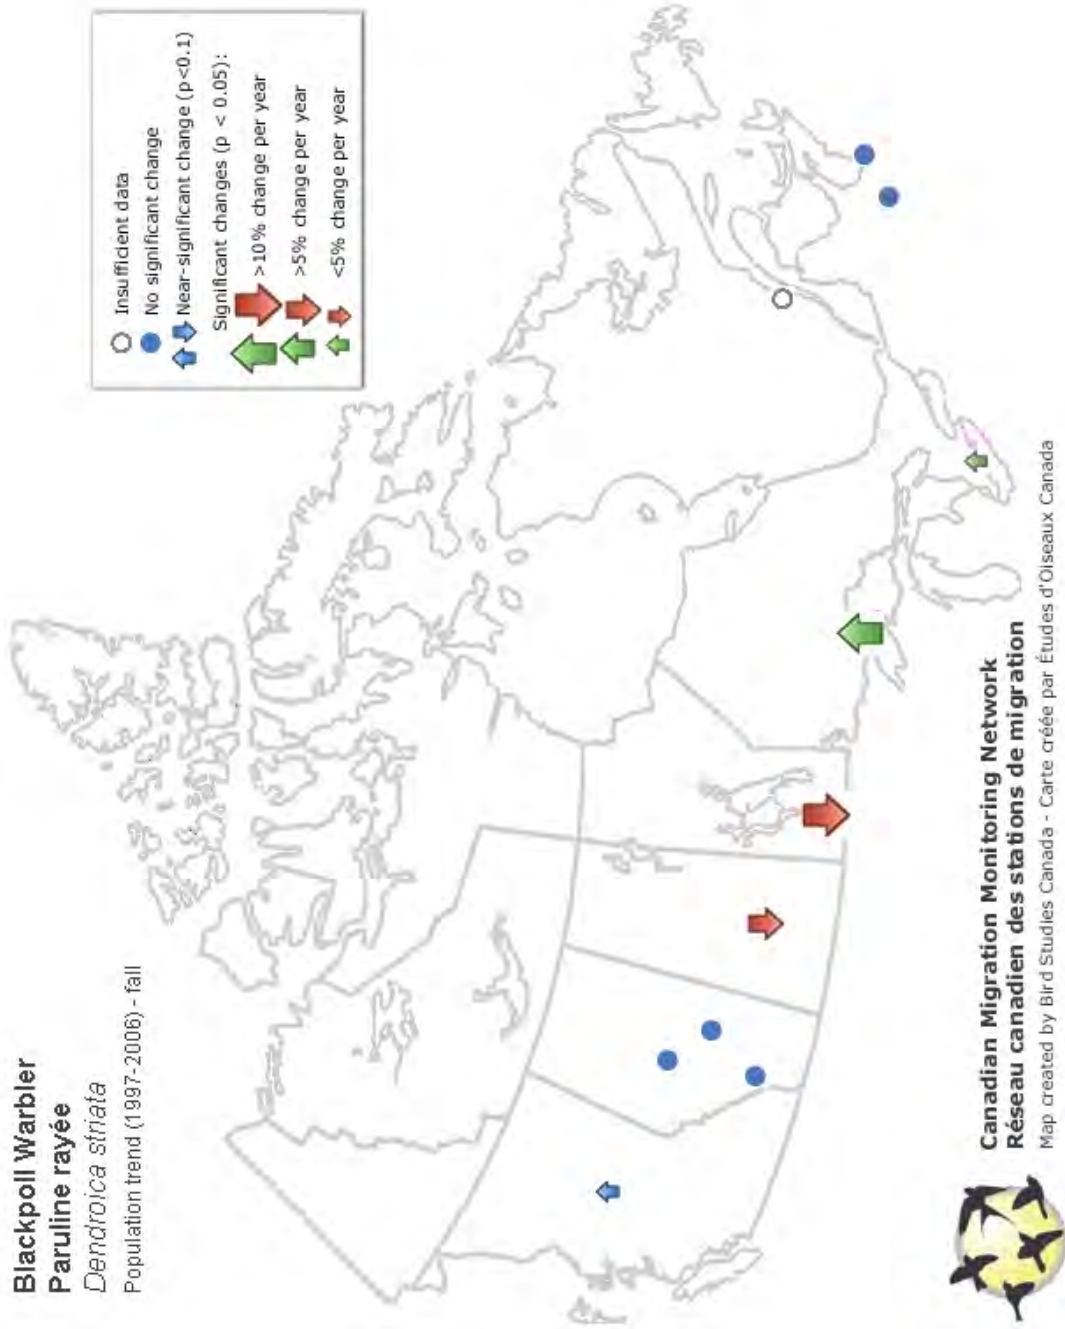 Blackpoll Warbler
Paruline rayée
Dendroica striata
Population trend (1997-2006) - fall
Insufficient data
No significant change
Near-significant change (p<0.1)
Significant changes (p < 0.05):
>10% change per year
>5% change per year
<5% change per year
Canadian Migration Monitoring Network
Réseau canadien des stations de migration
Map created by Bird Studies Canada - Carte créée par Études d'Oiseaux Canada